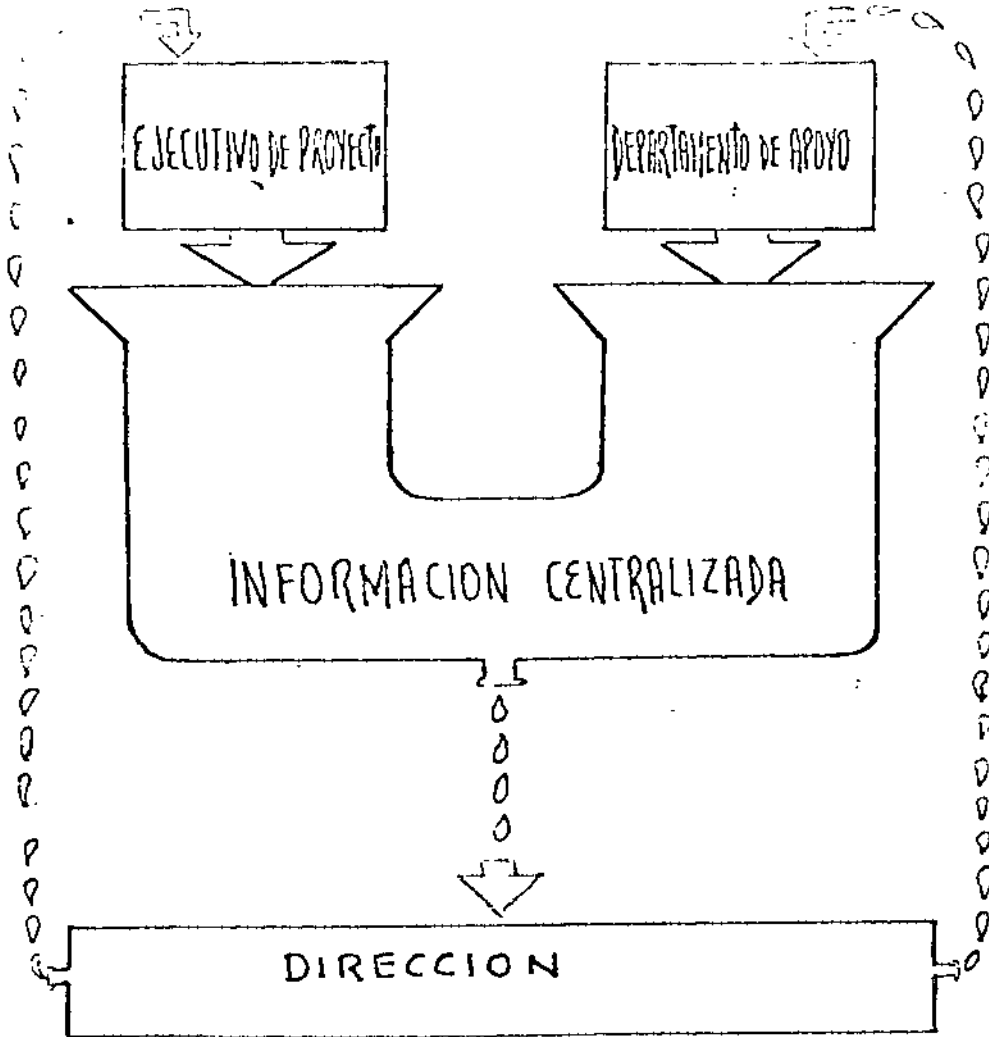 EJECUTIVO DE PROYECTO
DEPARTAMENTO DE APOYO
INFORMACION CENTRALIZADA
DIRECCION